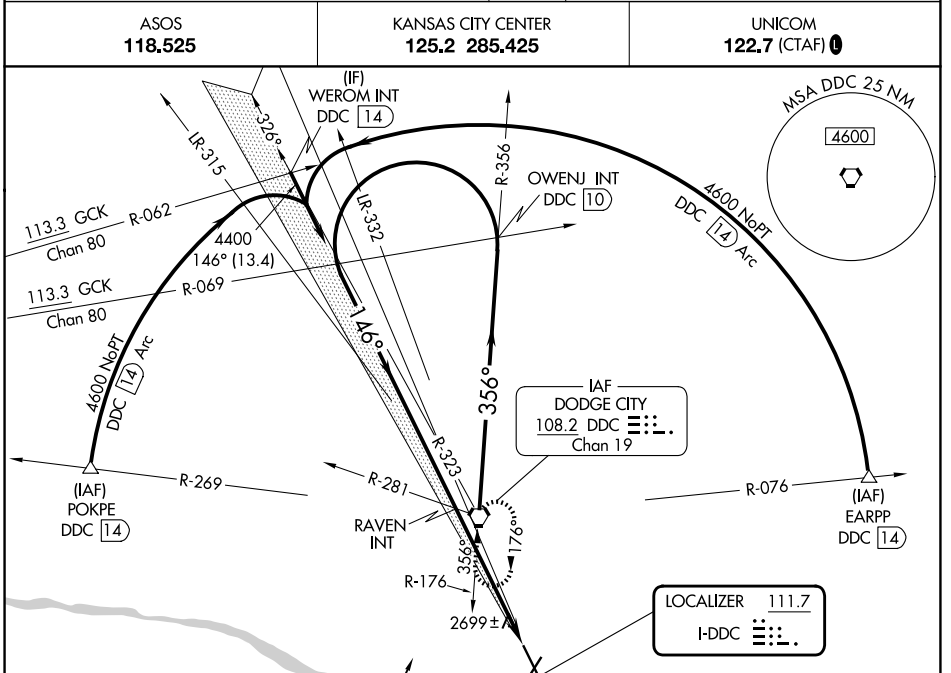 ASOS
118.525
KANSAS CITY CENTER
125.2 285.425
UNICOM
122.7 (CTAF) L
(IF)
WEROM INT
DDC 14
MSA DDC 25 NM
4600
326°
LR-315
R-356
OWENJ INT
DDC 10
4600 NoPT
DDC 14 Arc
113.3 GCK
Chan 80
R-062
LR-332
4400
146° (13.4)
113.3 GCK
Chan 80
R-069
146°
4600 NoPT
DDC 14 Arc
356°
IAF
DODGE CITY
108.2 DDC
Chan 19
R-323
R-269
(IAF)
POKPE
DDC 14
R-281
RAVEN
INT
R-076
(IAF)
EARPP
DDC 14
356°
176°
R-176
2699±
LOCALIZER 111.7
I-DDC